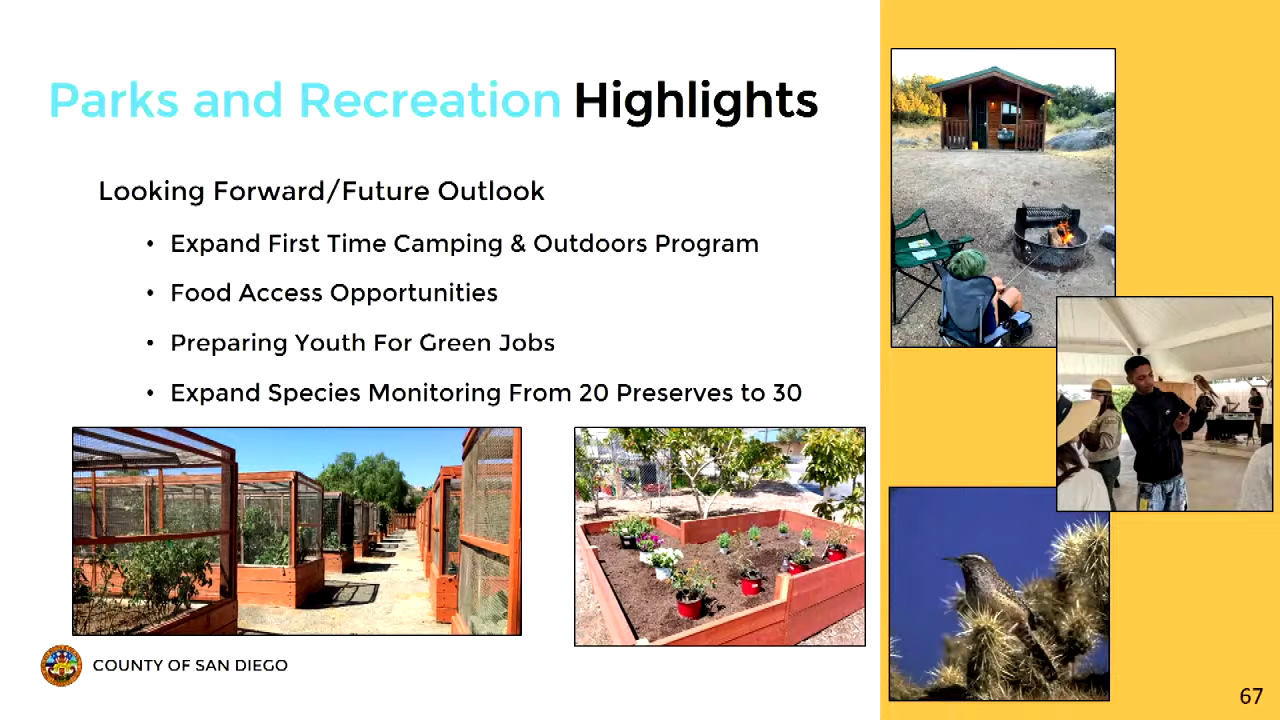 Parks and Recreation Highlights
Looking Forward/Future Outlook
• Expand First Time Camping & Outdoors Program
• Food Access Opportunities
• Preparing Youth For Green Jobs
• Expand Species Monitoring From 20 Preserves to 30
COUNTY OF SAN DIEGO
67